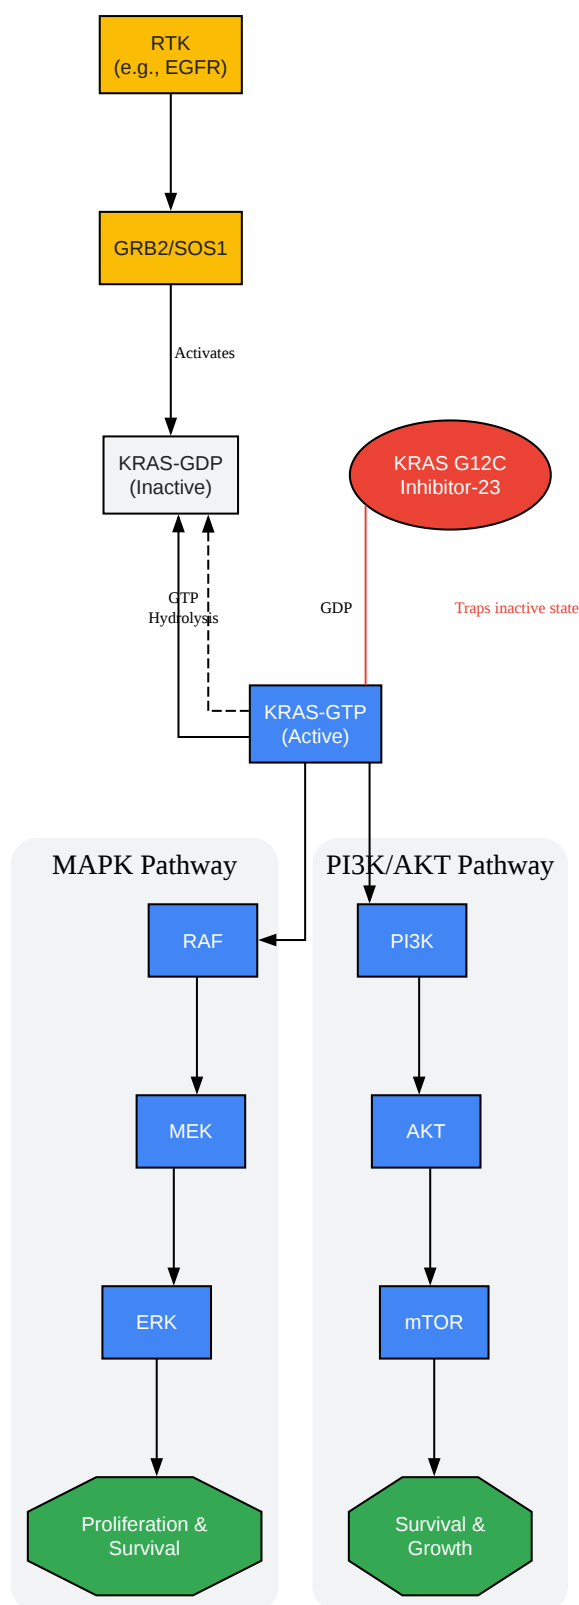 RTK
(e.g., EGFR)
GRB2/SOS1
Activates
KRAS-GDP
(Inactive)
KRAS G12C
Inhibitor-23
GTP
Hydrolysis
GDP
Traps inactive state
KRAS-GTP
(Active)
MAPK Pathway
PI3K/AKT Pathway
RAF
PI3K
MEK
AKT
ERK
mTOR
Proliferation &
Survival
Survival &
Growth